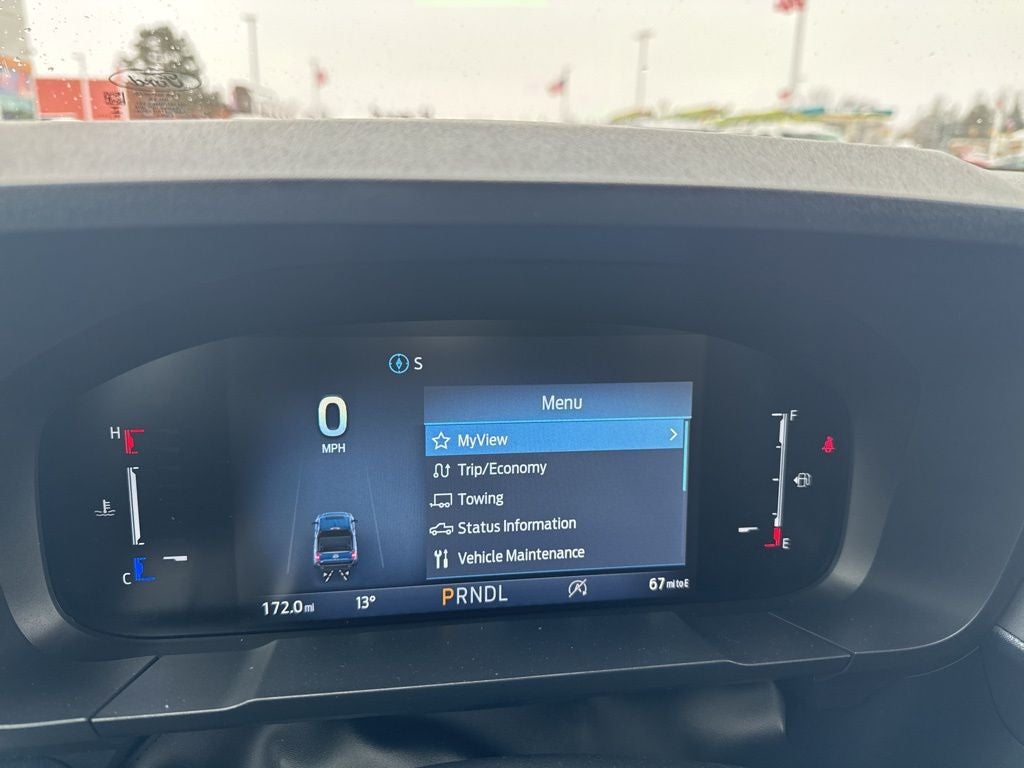 Ford
S
0
MPH
H
C
Menu
MyView
Trip/Economy
Towing
Status Information
Vehicle Maintenance
F
E
172.0 mi
13°
PRNDL
67 mi to E